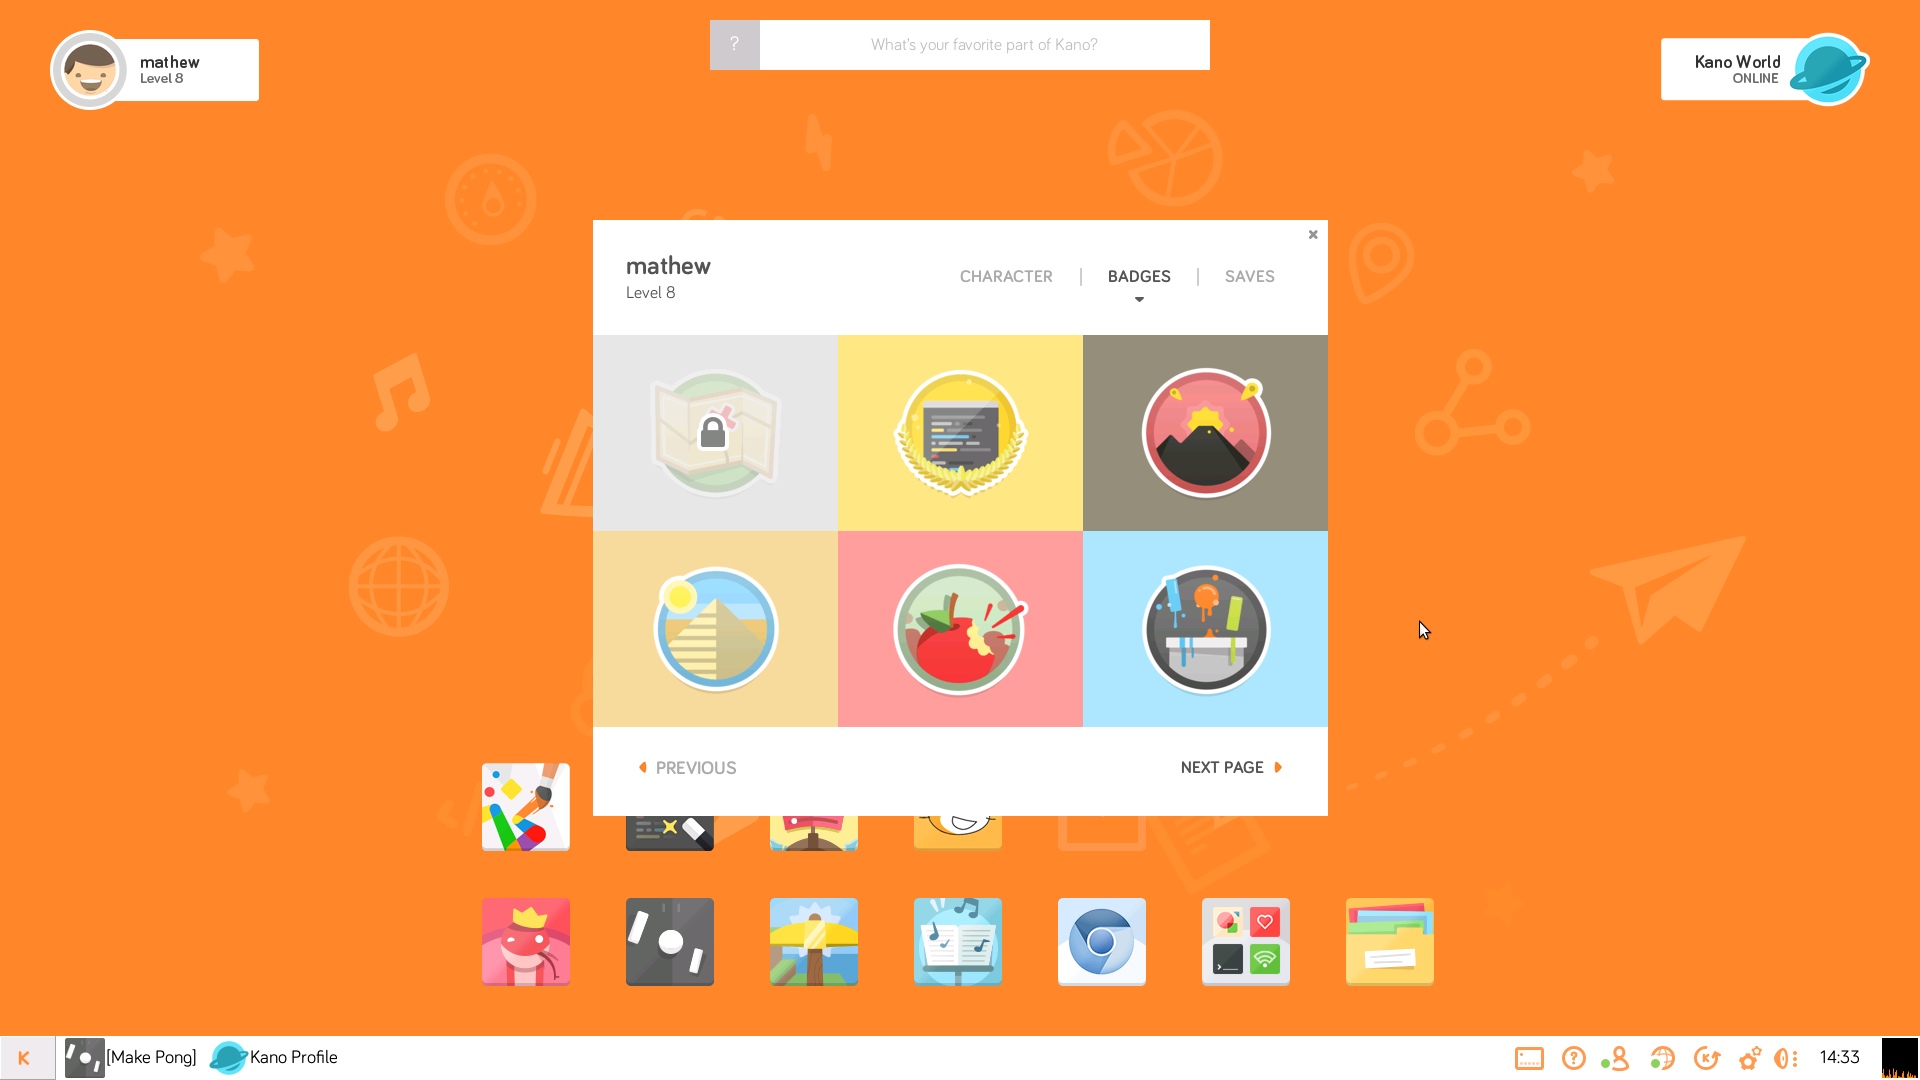 mathew
Level 8
?
What's your favorite part of Kano?
Kano World
ONLINE
mathew
Level 8
CHARACTER | BADGES | SAVES
PREVIOUS
NEXT PAGE
K
[Make Pong]
Kano Profile
14:33